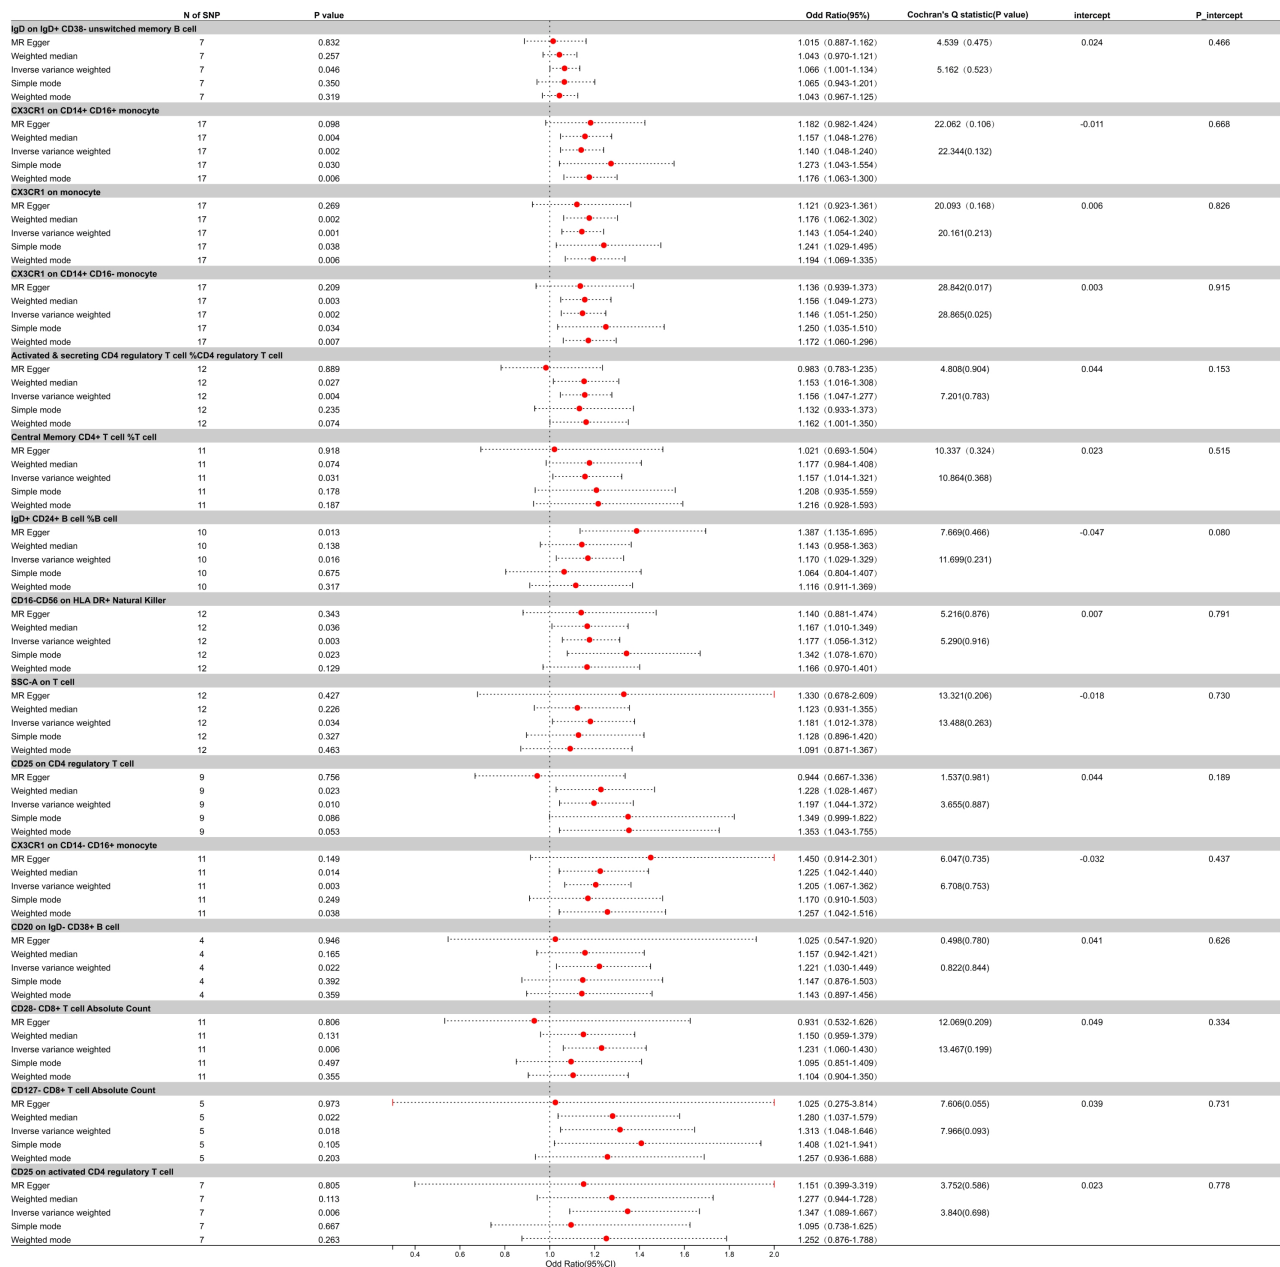 N of SNP P value Odd Ratio(95%) Cochran's Q statistic(P value) intercept P_intercept
IgD on IgD+ CD38- unswitched memory B cell
MR Egger 7 0.832 1.015 (0.887-1.162) 4.539 (0.475) 0.024 0.466
Weighted median 7 0.257 1.043 (0.970-1.121)
Inverse variance weighted 7 0.046 1.066 (1.001-1.134) 5.162 (0.523)
Simple mode 7 0.350 1.065 (0.943-1.201)
Weighted mode 7 0.319 1.043 (0.967-1.125)
CX3CR1 on CD14+ CD16+ monocyte
MR Egger 17 0.098 1.182 (0.982-1.424) 22.062 (0.106) -0.011 0.668
Weighted median 17 0.004 1.157 (1.048-1.276)
Inverse variance weighted 17 0.002 1.140 (1.048-1.240) 22.344(0.132)
Simple mode 17 0.030 1.273 (1.043-1.554)
Weighted mode 17 0.006 1.176 (1.063-1.300)
CX3CR1 on monocyte
MR Egger 17 0.269 1.121 (0.923-1.361) 20.093 (0.168) 0.006 0.826
Weighted median 17 0.002 1.176 (1.062-1.302)
Inverse variance weighted 17 0.001 1.143 (1.054-1.240) 20.161(0.213)
Simple mode 17 0.038 1.241 (1.029-1.495)
Weighted mode 17 0.006 1.194 (1.069-1.335)
CX3CR1 on CD14+ CD16- monocyte
MR Egger 17 0.209 1.136 (0.939-1.373) 28.842(0.017) 0.003 0.915
Weighted median 17 0.003 1.156 (1.049-1.273)
Inverse variance weighted 17 0.002 1.146 (1.051-1.250) 28.865(0.025)
Simple mode 17 0.034 1.250 (1.035-1.510)
Weighted mode 17 0.007 1.172 (1.060-1.296)
Activated & secreting CD4 regulatory T cell %CD4 regulatory T cell
MR Egger 12 0.889 0.983 (0.783-1.235) 4.808(0.904) 0.044 0.153
Weighted median 12 0.027 1.153 (1.016-1.308)
Inverse variance weighted 12 0.004 1.156 (1.047-1.277) 7.201(0.783)
Simple mode 12 0.235 1.132 (0.933-1.373)
Weighted mode 12 0.074 1.162 (1.001-1.350)
Central Memory CD4+ T cell %T cell
MR Egger 11 0.918 1.021 (0.693-1.504) 10.337 (0.324) 0.023 0.515
Weighted median 11 0.074 1.177 (0.984-1.408)
Inverse variance weighted 11 0.031 1.157 (1.014-1.321) 10.864(0.368)
Simple mode 11 0.178 1.208 (0.935-1.559)
Weighted mode 11 0.187 1.216 (0.928-1.593)
IgD+ CD24+ B cell %B cell
MR Egger 10 0.013 1.387 (1.135-1.695) 7.669(0.466) -0.047 0.080
Weighted median 10 0.138 1.143 (0.958-1.363)
Inverse variance weighted 10 0.016 1.170 (1.029-1.329) 11.699(0.231)
Simple mode 10 0.675 1.064 (0.804-1.407)
Weighted mode 10 0.317 1.116 (0.911-1.369)
CD16-CD56 on HLA DR+ Natural Killer
MR Egger 12 0.343 1.140 (0.881-1.474) 5.216(0.876) 0.007 0.791
Weighted median 12 0.036 1.167 (1.010-1.349)
Inverse variance weighted 12 0.003 1.177 (1.056-1.312) 5.290(0.916)
Simple mode 12 0.023 1.342 (1.078-1.670)
Weighted mode 12 0.129 1.166 (0.970-1.401)
SSC-A on T cell
MR Egger 12 0.427 1.330 (0.678-2.609) 13.321(0.206) -0.018 0.730
Weighted median 12 0.226 1.123 (0.931-1.355)
Inverse variance weighted 12 0.034 1.181 (1.012-1.378) 13.488(0.263)
Simple mode 12 0.327 1.128 (0.896-1.420)
Weighted mode 12 0.463 1.091 (0.871-1.367)
CD25 on CD4 regulatory T cell
MR Egger 9 0.756 0.944 (0.667-1.336) 1.537(0.981) 0.044 0.189
Weighted median 9 0.023 1.228 (1.028-1.467)
Inverse variance weighted 9 0.010 1.197 (1.044-1.372) 3.655(0.887)
Simple mode 9 0.086 1.349 (0.999-1.822)
Weighted mode 9 0.053 1.353 (1.043-1.755)
CX3CR1 on CD14- CD16+ monocyte
MR Egger 11 0.149 1.450 (0.914-2.301) 6.047(0.735) -0.032 0.437
Weighted median 11 0.014 1.225 (1.042-1.440)
Inverse variance weighted 11 0.003 1.205 (1.067-1.362) 6.708(0.753)
Simple mode 11 0.249 1.170 (0.910-1.503)
Weighted mode 11 0.038 1.257 (1.042-1.516)
CD20 on IgD- CD38+ B cell
MR Egger 4 0.946 1.025 (0.547-1.920) 0.498(0.780) 0.041 0.626
Weighted median 4 0.165 1.157 (0.942-1.421)
Inverse variance weighted 4 0.022 1.221 (1.030-1.449) 0.822(0.844)
Simple mode 4 0.392 1.147 (0.876-1.503)
Weighted mode 4 0.359 1.143 (0.897-1.456)
CD28- CD8+ T cell Absolute Count
MR Egger 11 0.806 0.931 (0.532-1.626) 12.069(0.209) 0.049 0.334
Weighted median 11 0.131 1.150 (0.959-1.379)
Inverse variance weighted 11 0.006 1.231 (1.060-1.430) 13.467(0.199)
Simple mode 11 0.497 1.095 (0.851-1.409)
Weighted mode 11 0.355 1.104 (0.904-1.350)
CD127- CD8+ T cell Absolute Count
MR Egger 5 0.973 1.025 (0.275-3.814) 7.606(0.055) 0.039 0.731
Weighted median 5 0.022 1.280 (1.037-1.579)
Inverse variance weighted 5 0.018 1.313 (1.048-1.646) 7.966(0.093)
Simple mode 5 0.105 1.408 (1.021-1.941)
Weighted mode 5 0.203 1.257 (0.936-1.688)
CD25 on activated CD4 regulatory T cell
MR Egger 7 0.805 1.151 (0.399-3.319) 3.752(0.586) 0.023 0.778
Weighted median 7 0.113 1.277 (0.944-1.728)
Inverse variance weighted 7 0.006 1.347 (1.089-1.667) 3.840(0.698)
Simple mode 7 0.667 1.095 (0.738-1.625)
Weighted mode 7 0.263 1.252 (0.876-1.788)
0.4 0.6 0.8 1.0 1.2 1.4 1.6 1.8 2.0
Odd Ratio(95%CI)